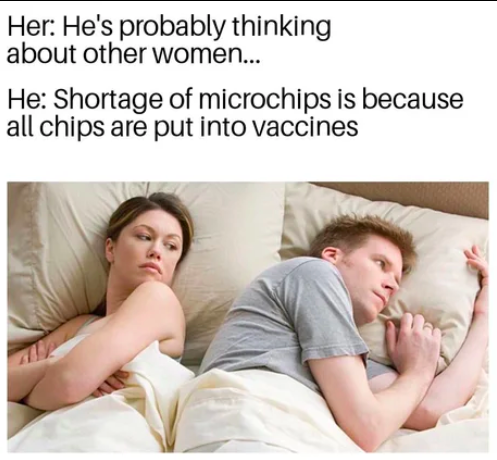 Her: He's probably thinking
about other women...
He: Shortage of microchips is because
all chips are put into vaccines